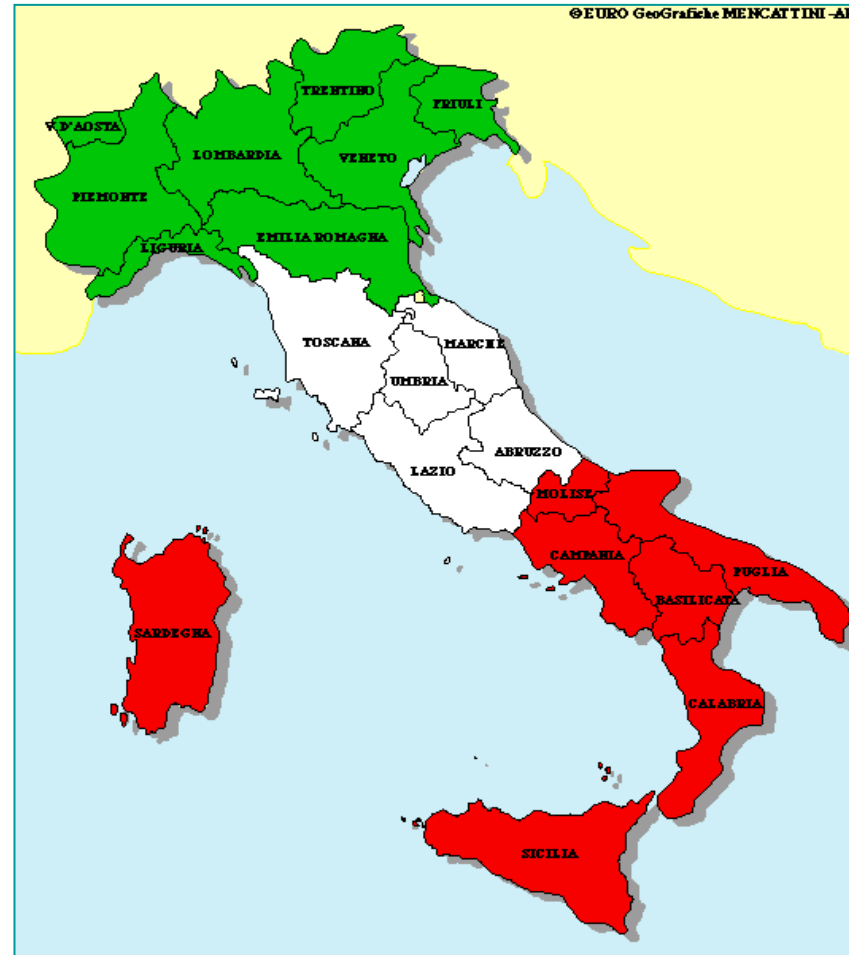 ©EURO GeoGrafiche MENCATTINI -A
TRENTINO
FRIULI
V. D'AOSTA
LOMBARDIA
VENETO
PIEMONTE
EMILIA ROMAGNA
LIGURIA
TOSCANA
MARCHE
UMBRIA
ABRUZZO
LAZIO
MOLISE
CAMPANIA
PUGLIA
BASILICATA
SARDEGNA
CALABRIA
SICILIA